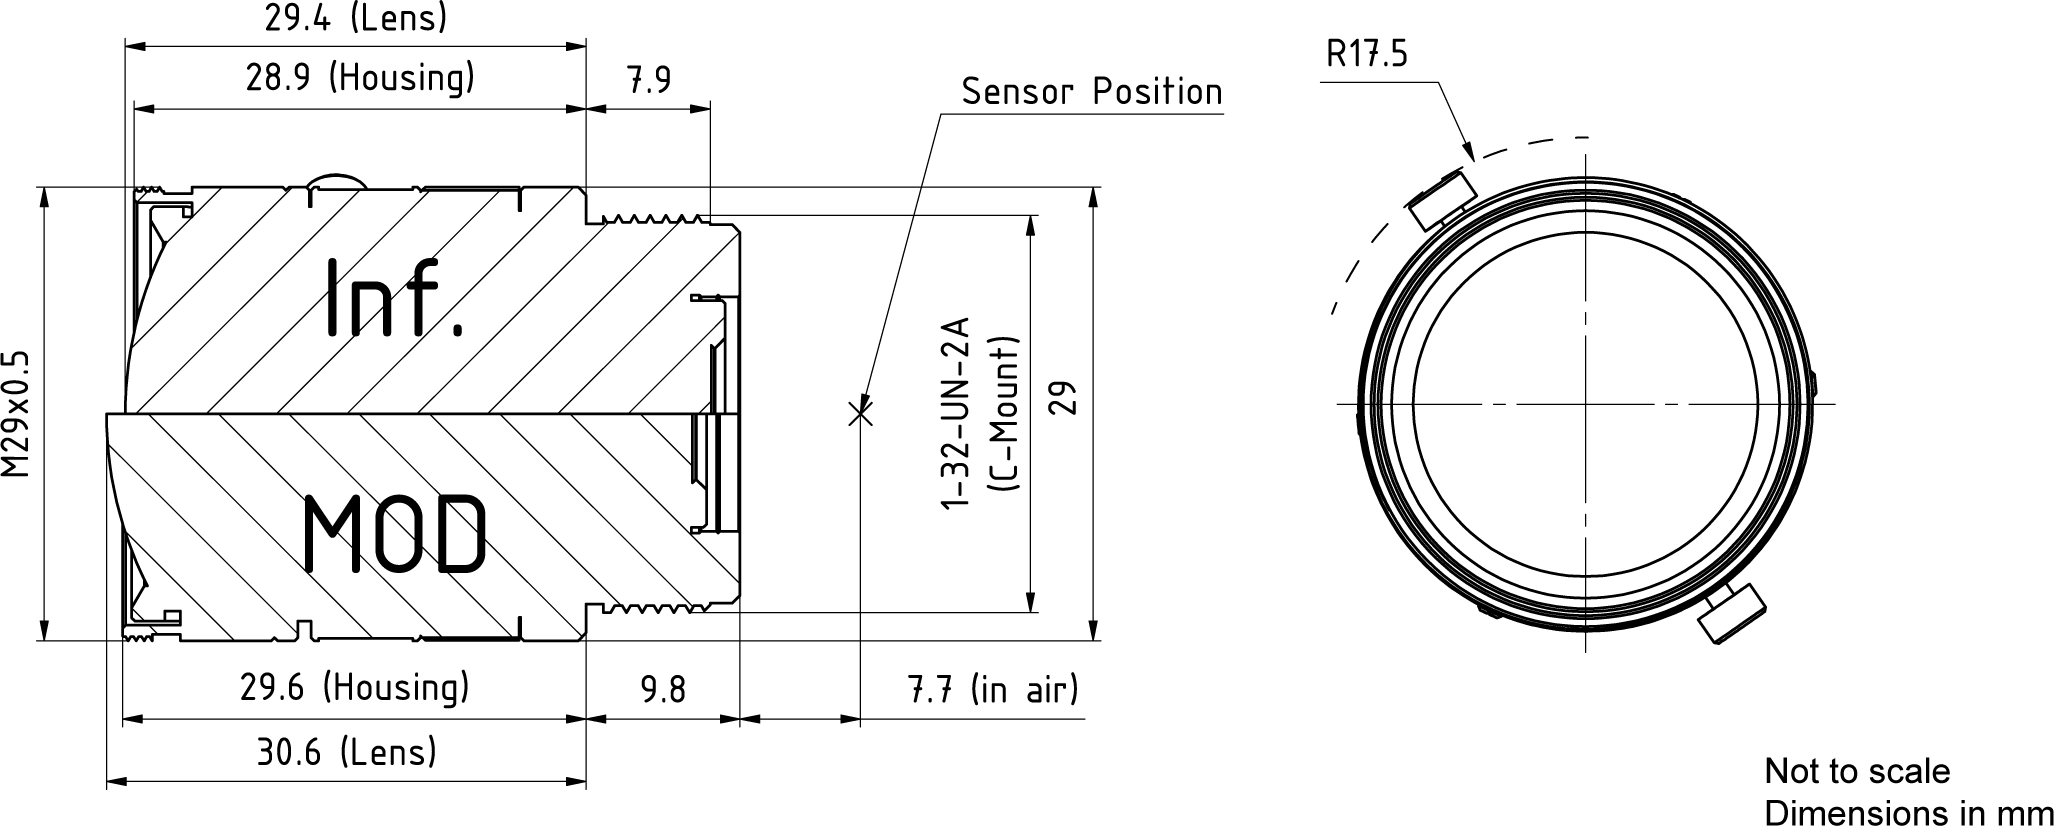 29.4 (Lens)
28.9 (Housing)
7.9
Sensor Position
R17.5
Inf.
M29x0.5
1-32-UN-2A
(C-Mount)
29
MOD
29.6 (Housing)
9.8
7.7 (in air)
30.6 (Lens)
Not to scale
Dimensions in mm